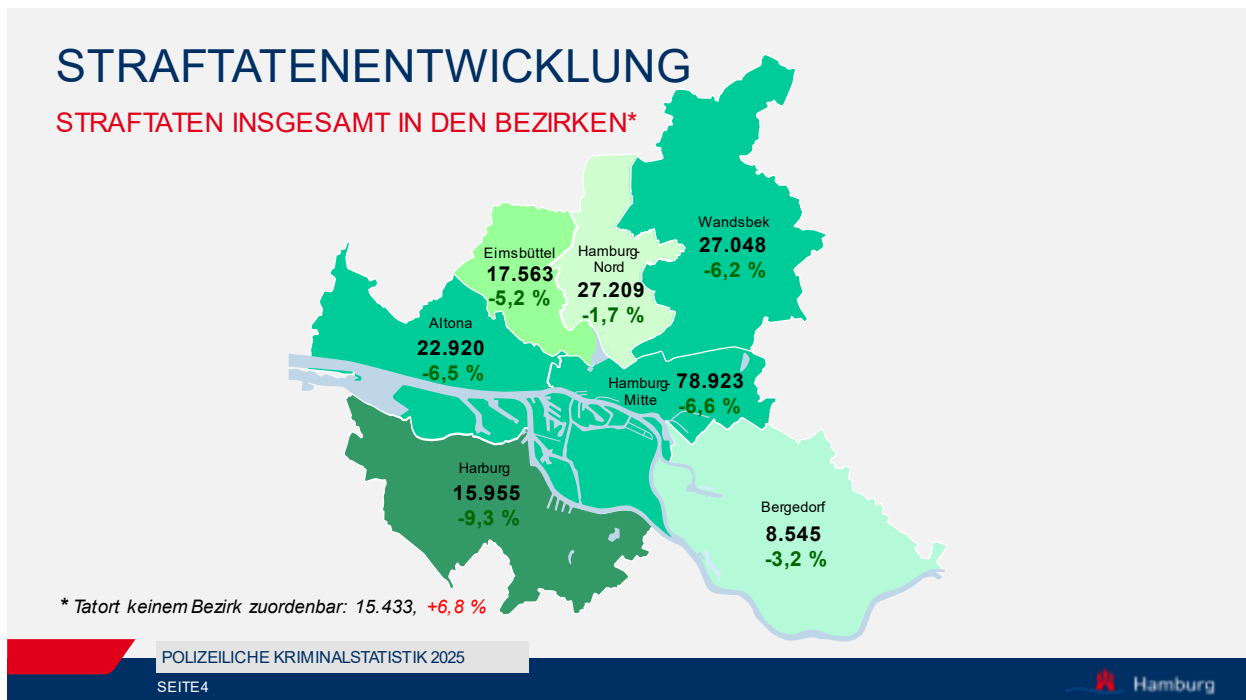 STRAFTATENENTWICKLUNG
STRAFTATEN INSGESAMT IN DEN BEZIRKEN*
Wandsbek
27.048
-6,2 %
Eimsbüttel
17.563
-5,2 %
Hamburg-
Nord
27.209
-1,7 %
Altona
22.920
-6,5 %
Hamburg-
Mitte
78.923
-6,6 %
Harburg
15.955
-9,3 %
Bergedorf
8.545
-3,2 %
* Tatort keinem Bezirk zuordenbar: 15.433, +6,8 %
POLIZEILICHE KRIMINALSTATISTIK 2025
SEITE4
Hamburg